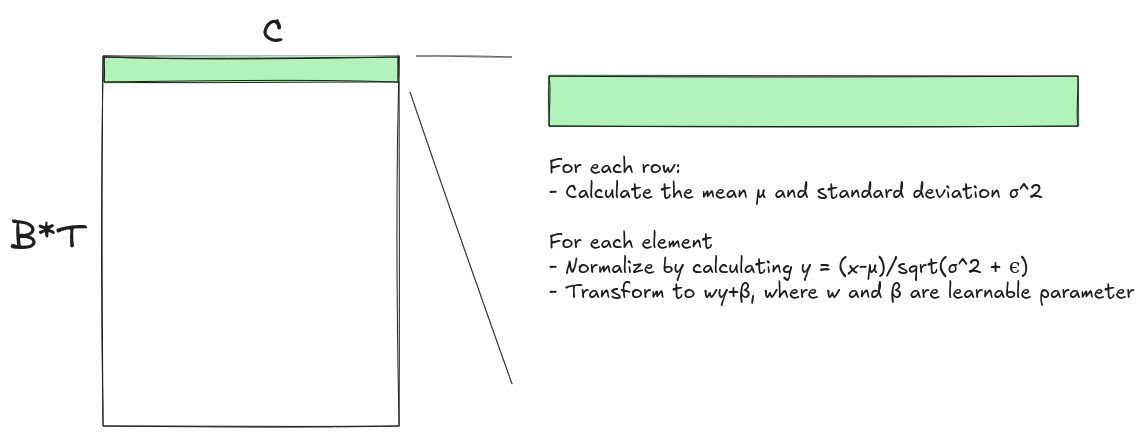 C
B*T
For each row:
- Calculate the mean μ and standard deviation σ^2
For each element
- Normalize by calculating y = (x-μ)/sqrt(σ^2 + ϵ)
- Transform to wy+β, where w and β are learnable parameter